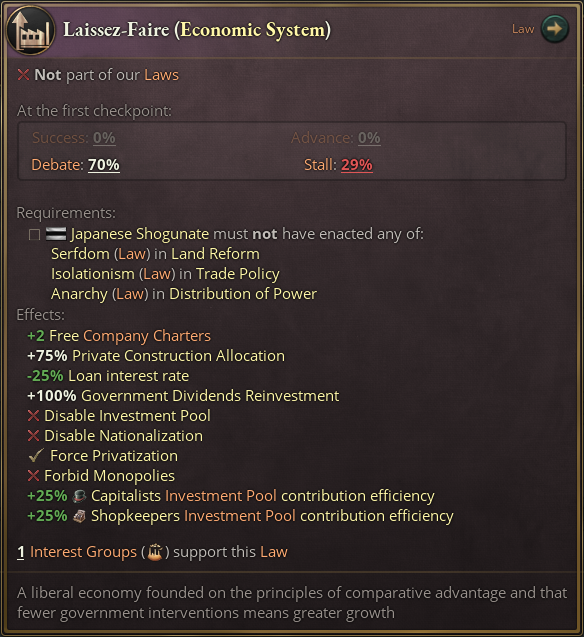 Laissez-Faire (Economic System)
Law
Not part of our Laws
At the first checkpoint:
Success: 0% Advance: 0%
Debate: 70% Stall: 29%
Requirements:
Japanese Shogunate must not have enacted any of:
Serfdom (Law) in Land Reform
Isolationism (Law) in Trade Policy
Anarchy (Law) in Distribution of Power
Effects:
+2 Free Company Charters
+75% Private Construction Allocation
-25% Loan interest rate
+100% Government Dividends Reinvestment
Disable Investment Pool
Disable Nationalization
Force Privatization
Forbid Monopolies
+25% Capitalists Investment Pool contribution efficiency
+25% Shopkeepers Investment Pool contribution efficiency
1 Interest Groups () support this Law
A liberal economy founded on the principles of comparative advantage and that
fewer government interventions means greater growth